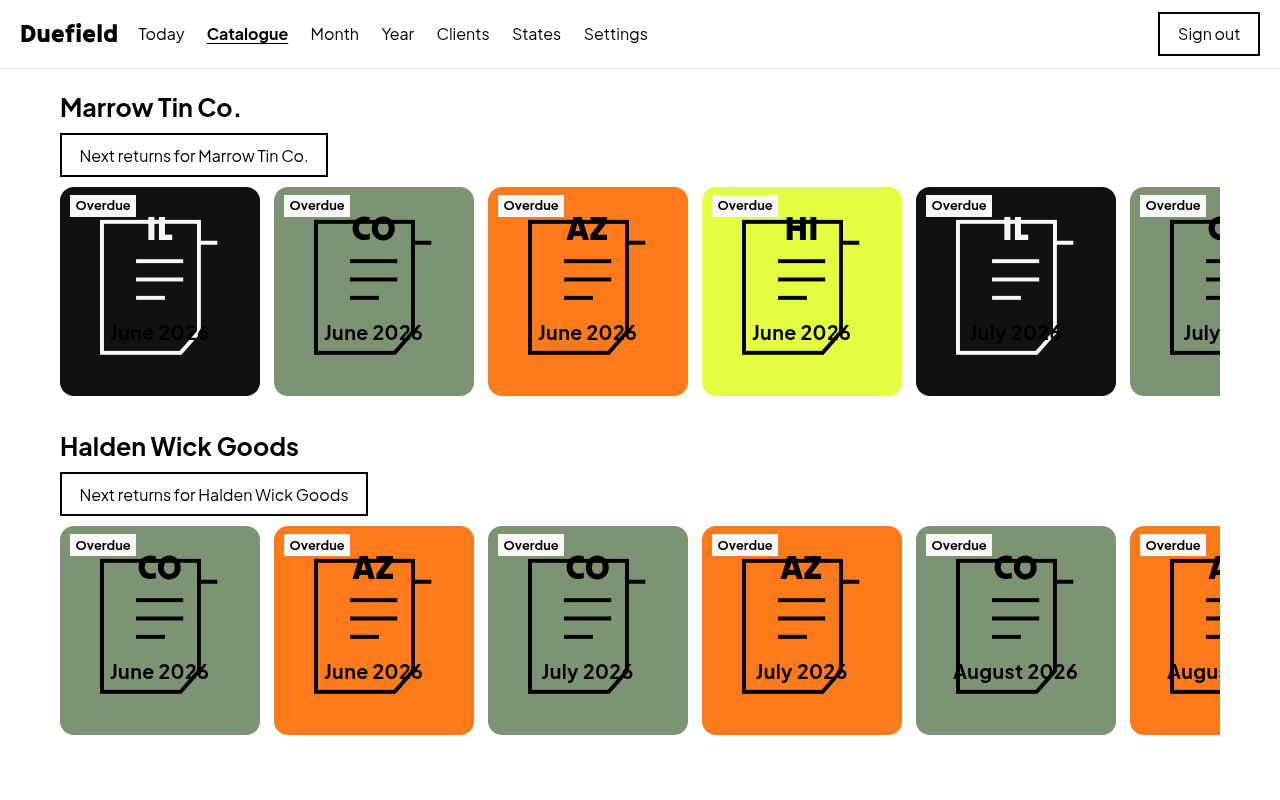 Duefield Today Catalogue Month Year Clients States Settings Sign out
Marrow Tin Co.
Next returns for Marrow Tin Co.
Overdue Overdue Overdue Overdue Overdue Overdue
IL CO AZ HI IL
June 2026 June 2026 June 2026 June 2026 July 2026 July
Halden Wick Goods
Next returns for Halden Wick Goods
Overdue Overdue Overdue Overdue Overdue Overdue
CO AZ CO AZ CO
June 2026 June 2026 July 2026 July 2026 August 2026